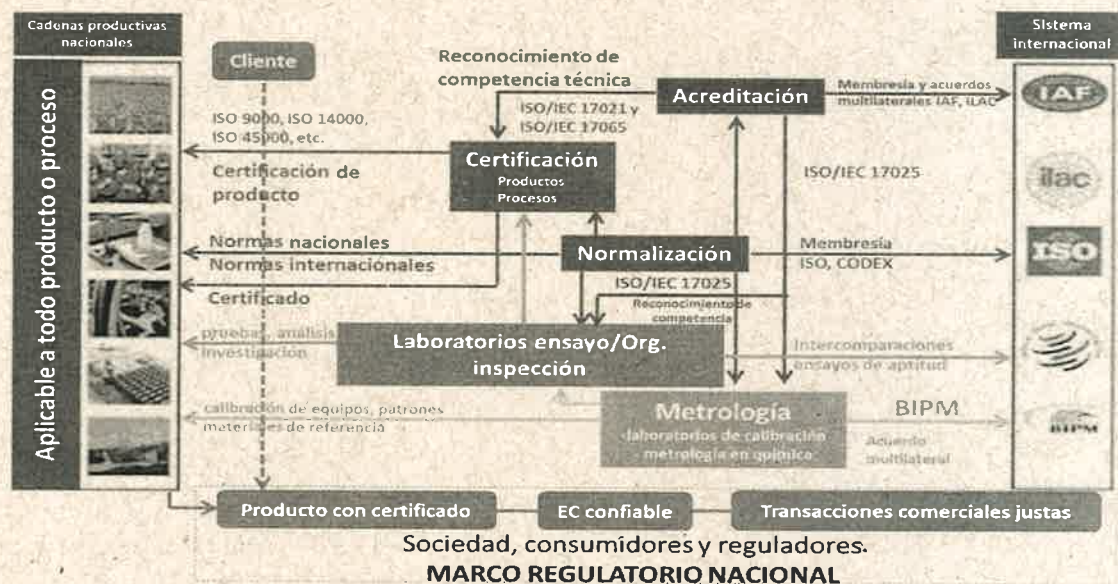 Cadenas productivas
nacionales
Sistema
internacional
Aplicable a todo producto o proceso
Cliente
Reconocimiento de
competencia técnica
Acreditación
Membresía y acuerdos
multilaterales IAF, ILAC
IAF
ISO 9000, ISO 14000,
ISO 45000, etc.
ISO/IEC 17021 y
ISO/IEC 17065
Certificación
Productos
Procesos
ISO/IEC 17025
ilac
Certificación de
producto
Normas nacionales
Normalización
Membresía
ISO, CODEX
ISO
Normas internacionales
ISO/IEC 17025
Certificado
Reconocimiento de
competencia
pruebas, análisis
investigación
Laboratorios ensayo/Org.
inspección
Intercomparaciones
ensayos de aptitud
calibración de equipos, patrones
materiales de referencia
Metrología
-laboratorios de calibración
- metrología en química
BIPM
Acuerdo
multilateral
BIPM
Producto con certificado
EC confiable
Transacciones comerciales justas
Sociedad, consumidores y reguladores.
MARCO REGULATORIO NACIONAL